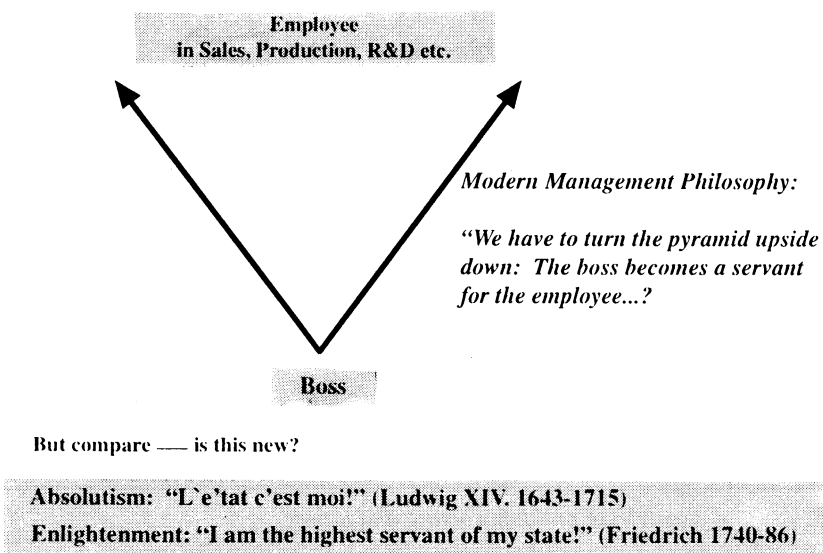 Employee
in Sales, Production, R&D etc.
Modern Management Philosophy:
“We have to turn the pyramid upside
down: The boss becomes a servant
for the employee...?
Boss
But compare — is this new?
Absolutism: “L`e'tat c'est moi!” (Ludwig XIV. 1643-1715)
Enlightenment: “I am the highest servant of my state!” (Friedrich 1740-86)